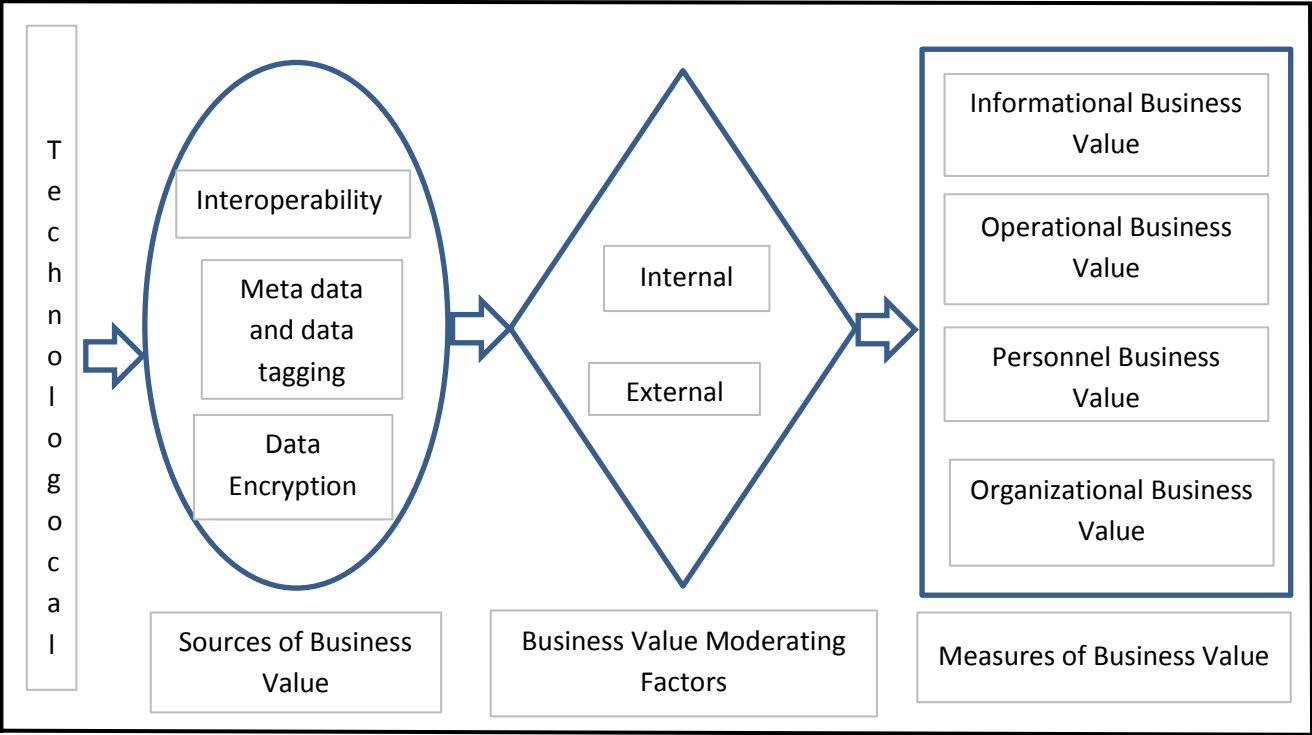 Technologocal
Interoperability
Meta data
and data
tagging
Data
Encryption
Sources of Business
Value
Internal
External
Business Value Moderating
Factors
Informational Business
Value
Operational Business
Value
Personnel Business
Value
Organizational Business
Value
Measures of Business Value